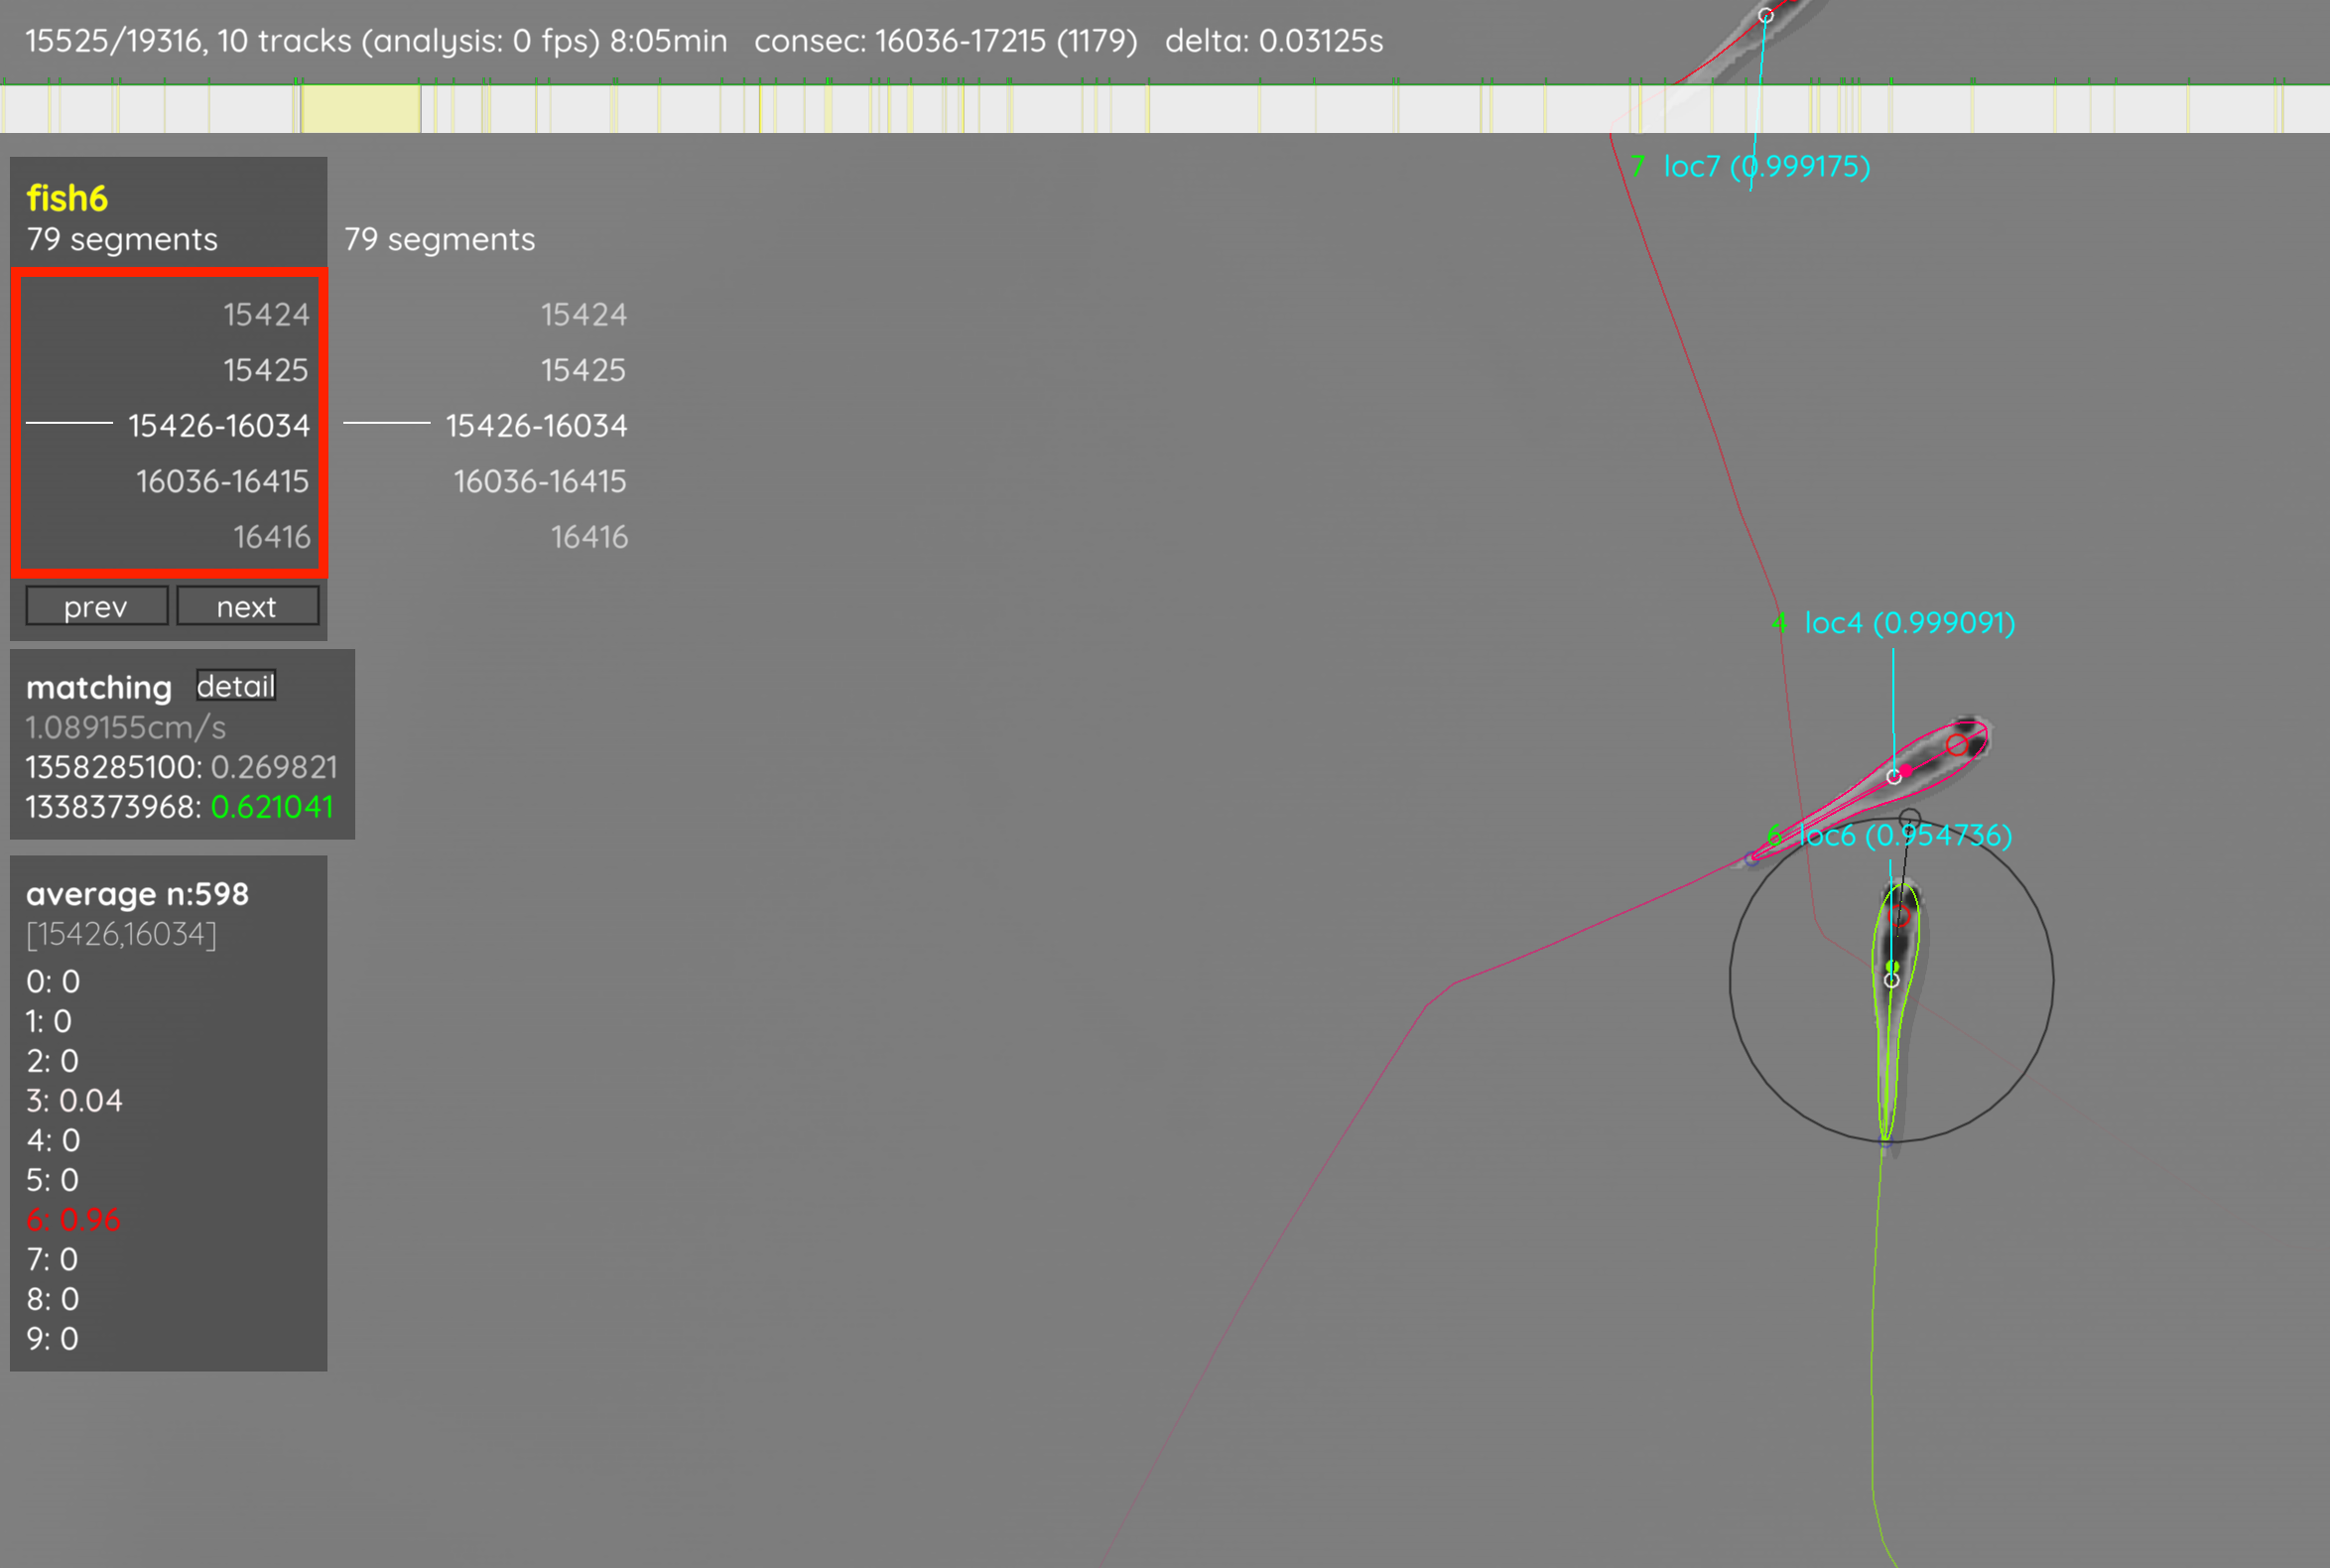 15525/19316, 10 tracks (analysis: 0 fps) 8:05min consec: 16036-17215 (1179) delta: 0.03125s
7 loc7 (0.999175)
fish6
79 segments
15424
15425
15426-16034
16036-16415
16416
prev next
79 segments
15424
15425
15426-16034
16036-16415
16416
matching detail
1.089155cm/s
1358285100: 0.269821
1338373968: 0.621041
average n:598
[15426,16034]
0: 0
1: 0
2: 0
3: 0.04
4: 0
5: 0
6: 0.96
7: 0
8: 0
9: 0
4 loc4 (0.999091)
6 loc6 (0.954736)